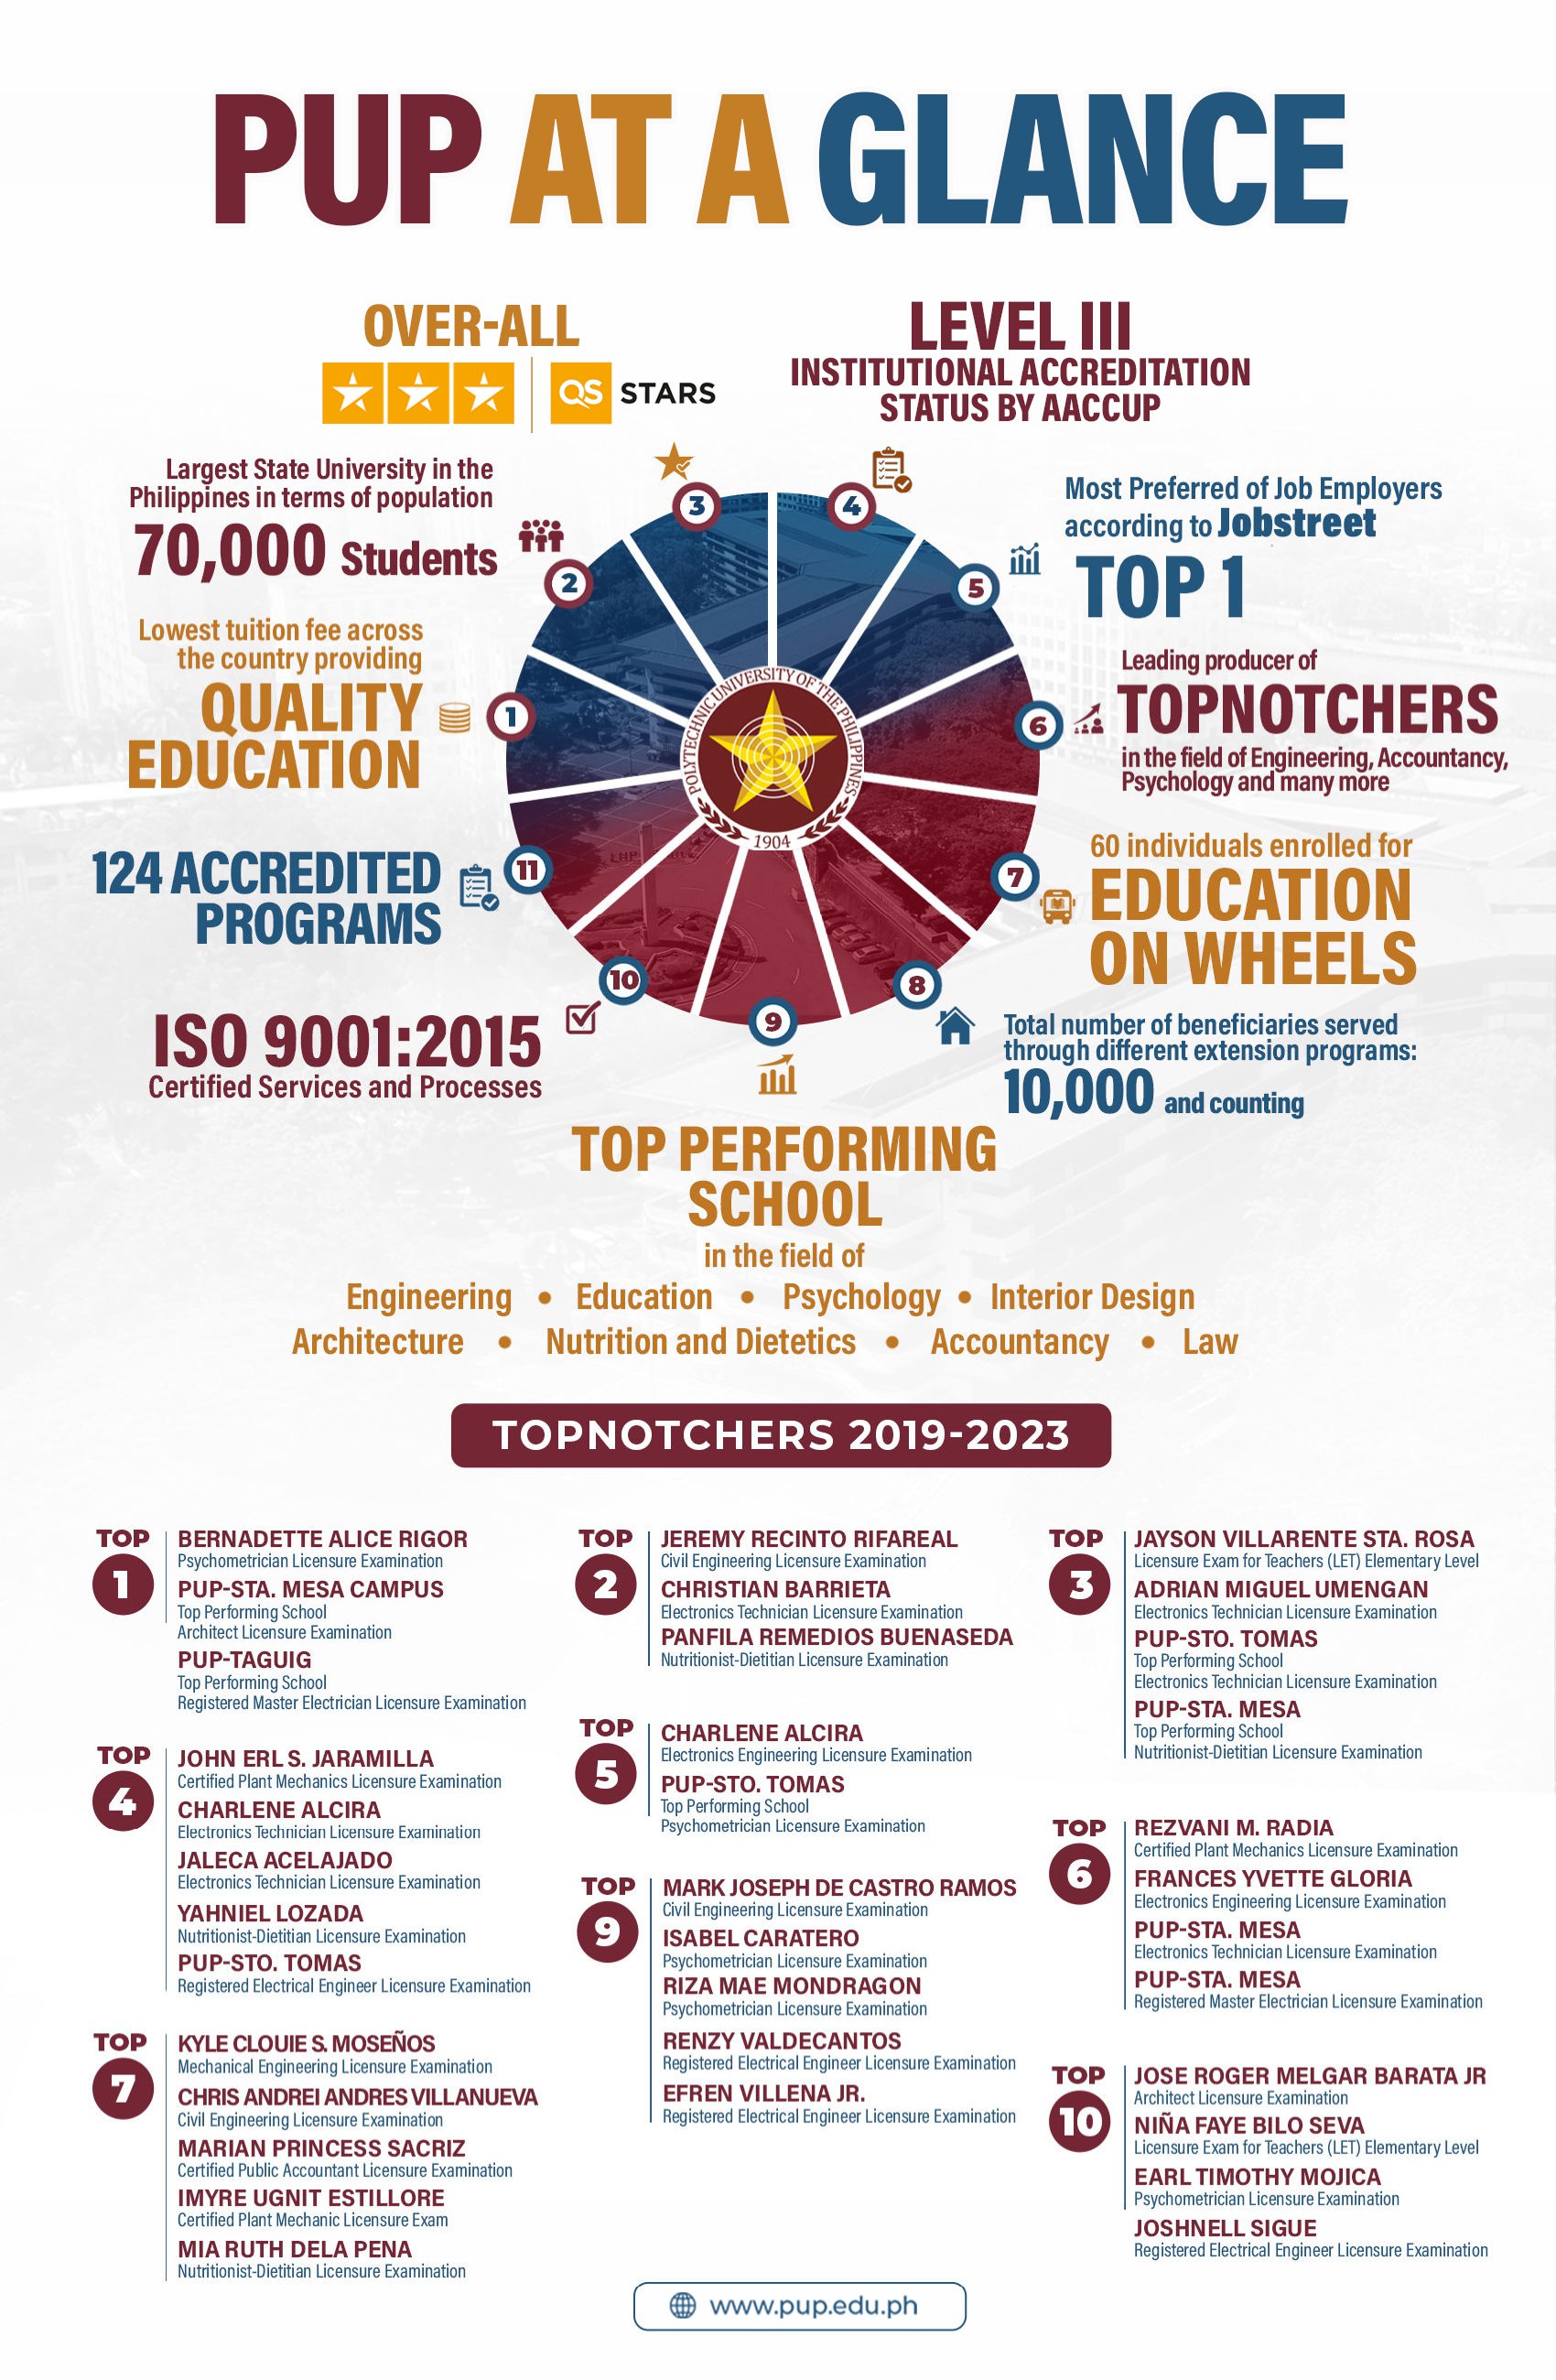 PUP AT A GLANCE
OVER-ALL
QS STARS
LEVEL III
INSTITUTIONAL ACCREDITATION
STATUS BY AACCUP
Largest State University in the
Philippines in terms of population
70,000 Students
Lowest tuition fee across
the country providing
QUALITY
EDUCATION
124 ACCREDITED
PROGRAMS
ISO 9001:2015
Certified Services and Processes
3
4
2
5
1
6
11
7
10
8
9
POLYTECHNIC UNIVERSITY OF THE PHILIPPINES
1904
Most Preferred of Job Employers
according to Jobstreet
TOP 1
Leading producer of
TOPNOTCHERS
in the field of Engineering, Accountancy,
Psychology and many more
60 individuals enrolled for
EDUCATION
ON WHEELS
Total number of beneficiaries served
through different extension programs:
10,000 and counting
TOP PERFORMING
SCHOOL
in the field of
Engineering • Education • Psychology • Interior Design
Architecture • Nutrition and Dietetics • Accountancy • Law
TOPNOTCHERS 2019-2023
TOP
1
BERNADETTE ALICE RIGOR
Psychometrician Licensure Examination
PUP-STA. MESA CAMPUS
Top Performing School
Architect Licensure Examination
PUP-TAGUIG
Top Performing School
Registered Master Electrician Licensure Examination
TOP
2
JEREMY RECINTO RIFAREAL
Civil Engineering Licensure Examination
CHRISTIAN BARRIETA
Electronics Technician Licensure Examination
PANFILA REMEDIOS BUENASEDA
Nutritionist-Dietitian Licensure Examination
TOP
3
JAYSON VILLARENTE STA. ROSA
Licensure Exam for Teachers (LET) Elementary Level
ADRIAN MIGUEL UMENGAN
Electronics Technician Licensure Examination
PUP-STO. TOMAS
Top Performing School
Electronics Technician Licensure Examination
PUP-STA. MESA
Top Performing School
Nutritionist-Dietitian Licensure Examination
TOP
4
JOHN ERL S. JARAMILLA
Certified Plant Mechanics Licensure Examination
CHARLENE ALCIRA
Electronics Technician Licensure Examination
JALECA ACELAJADO
Electronics Technician Licensure Examination
YAHNIEL LOZADA
Nutritionist-Dietitian Licensure Examination
PUP-STO. TOMAS
Registered Electrical Engineer Licensure Examination
TOP
5
CHARLENE ALCIRA
Electronics Engineering Licensure Examination
PUP-STO. TOMAS
Top Performing School
Psychometrician Licensure Examination
TOP
6
REZVANI M. RADIA
Certified Plant Mechanics Licensure Examination
FRANCES YVETTE GLORIA
Electronics Engineering Licensure Examination
PUP-STA. MESA
Electronics Technician Licensure Examination
PUP-STA. MESA
Registered Master Electrician Licensure Examination
TOP
7
KYLE CLOUIE S. MOSEÑOS
Mechanical Engineering Licensure Examination
CHRIS ANDREI ANDRES VILLANUEVA
Civil Engineering Licensure Examination
MARIAN PRINCESS SACRIZ
Certified Public Accountant Licensure Examination
IMYRE UGNIT ESTILLORE
Certified Plant Mechanic Licensure Exam
MIA RUTH DELA PENA
Nutritionist-Dietitian Licensure Examination
TOP
9
MARK JOSEPH DE CASTRO RAMOS
Civil Engineering Licensure Examination
ISABEL CARATERO
Psychometrician Licensure Examination
RIZA MAE MONDRAGON
Psychometrician Licensure Examination
RENZY VALDECANTOS
Registered Electrical Engineer Licensure Examination
EFREN VILLENA JR.
Registered Electrical Engineer Licensure Examination
TOP
10
JOSE ROGER MELGAR BARATA JR
Architect Licensure Examination
NIÑA FAYE BILO SEVA
Licensure Exam for Teachers (LET) Elementary Level
EARL TIMOTHY MOJICA
Psychometrician Licensure Examination
JOSHNELL SIGUE
Registered Electrical Engineer Licensure Examination
www.pup.edu.ph